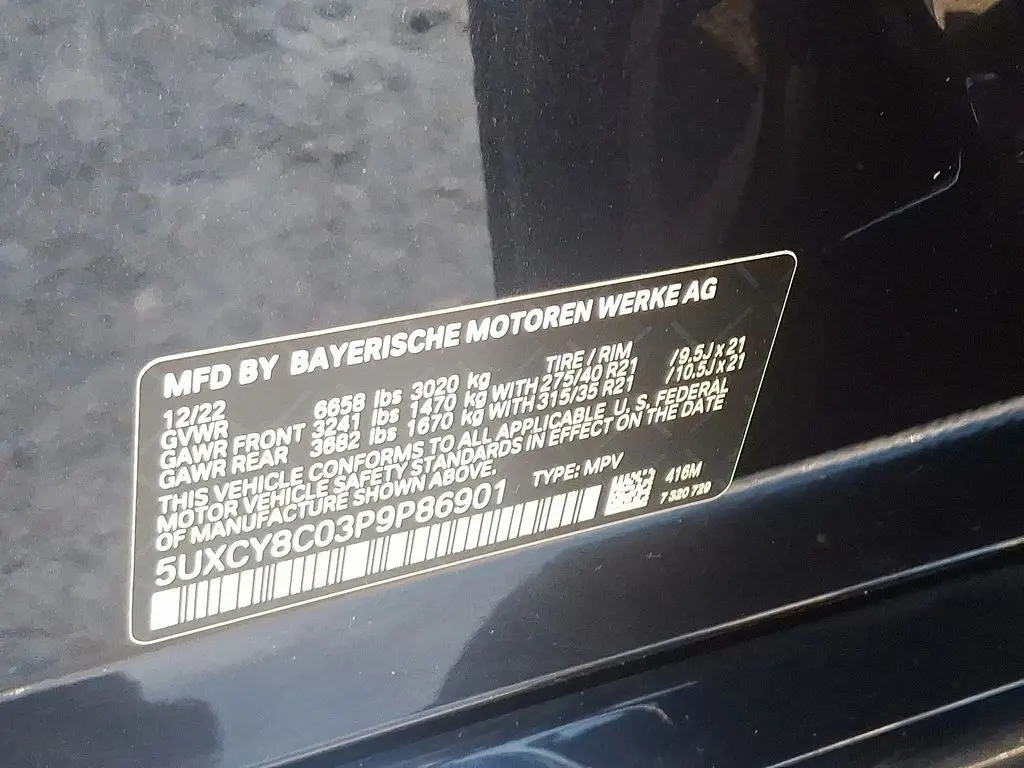 MFD BY BAYERISCHE MOTOREN WERKE AG
12/22 TIRE / RIM
GVWR 6658 lbs 3020 kg
GAWR FRONT 3241 lbs 1470 kg WITH 275/40 R21 /9.5J x 21
GAWR REAR 3682 lbs 1670 kg WITH 315/35 R21 /10.5J x 21
THIS VEHICLE CONFORMS TO ALL APPLICABLE U. S. FEDERAL
MOTOR VEHICLE SAFETY STANDARDS IN EFFECT ON THE DATE
OF MANUFACTURE SHOWN ABOVE.
5UXCY8C03P9P86901 TYPE: MPV
416M
7 320 739